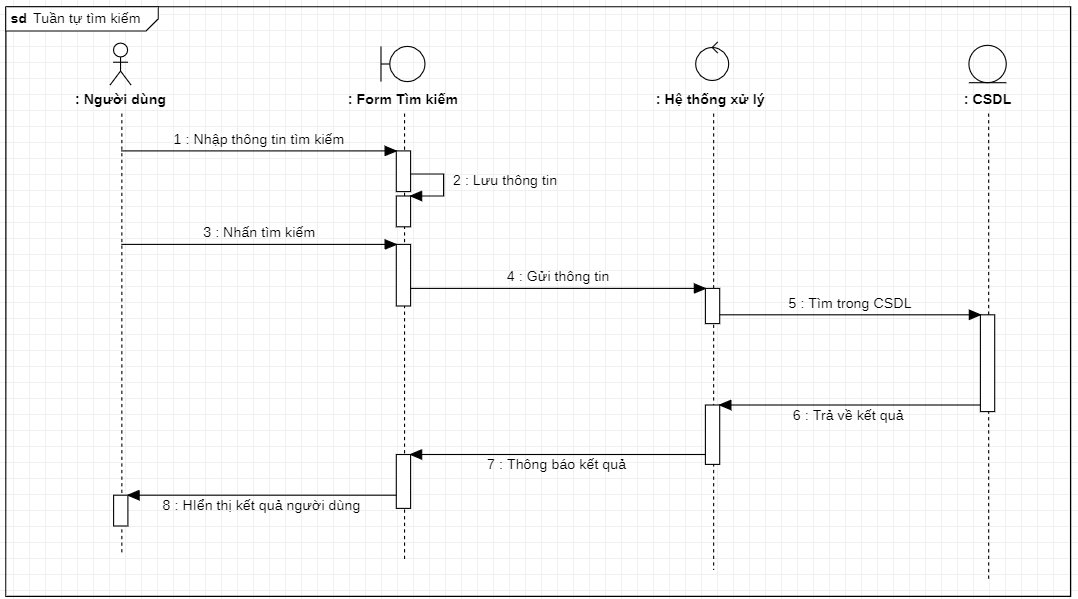 sd Tuần tự tìm kiếm
: Người dùng
: Form Tìm kiếm
: Hệ thống xử lý
: CSDL
1 : Nhập thông tin tìm kiếm
2 : Lưu thông tin
3 : Nhấn tìm kiếm
4 : Gửi thông tin
5 : Tìm trong CSDL
6 : Trả về kết quả
7 : Thông báo kết quả
8 : HIển thị kết quả người dùng